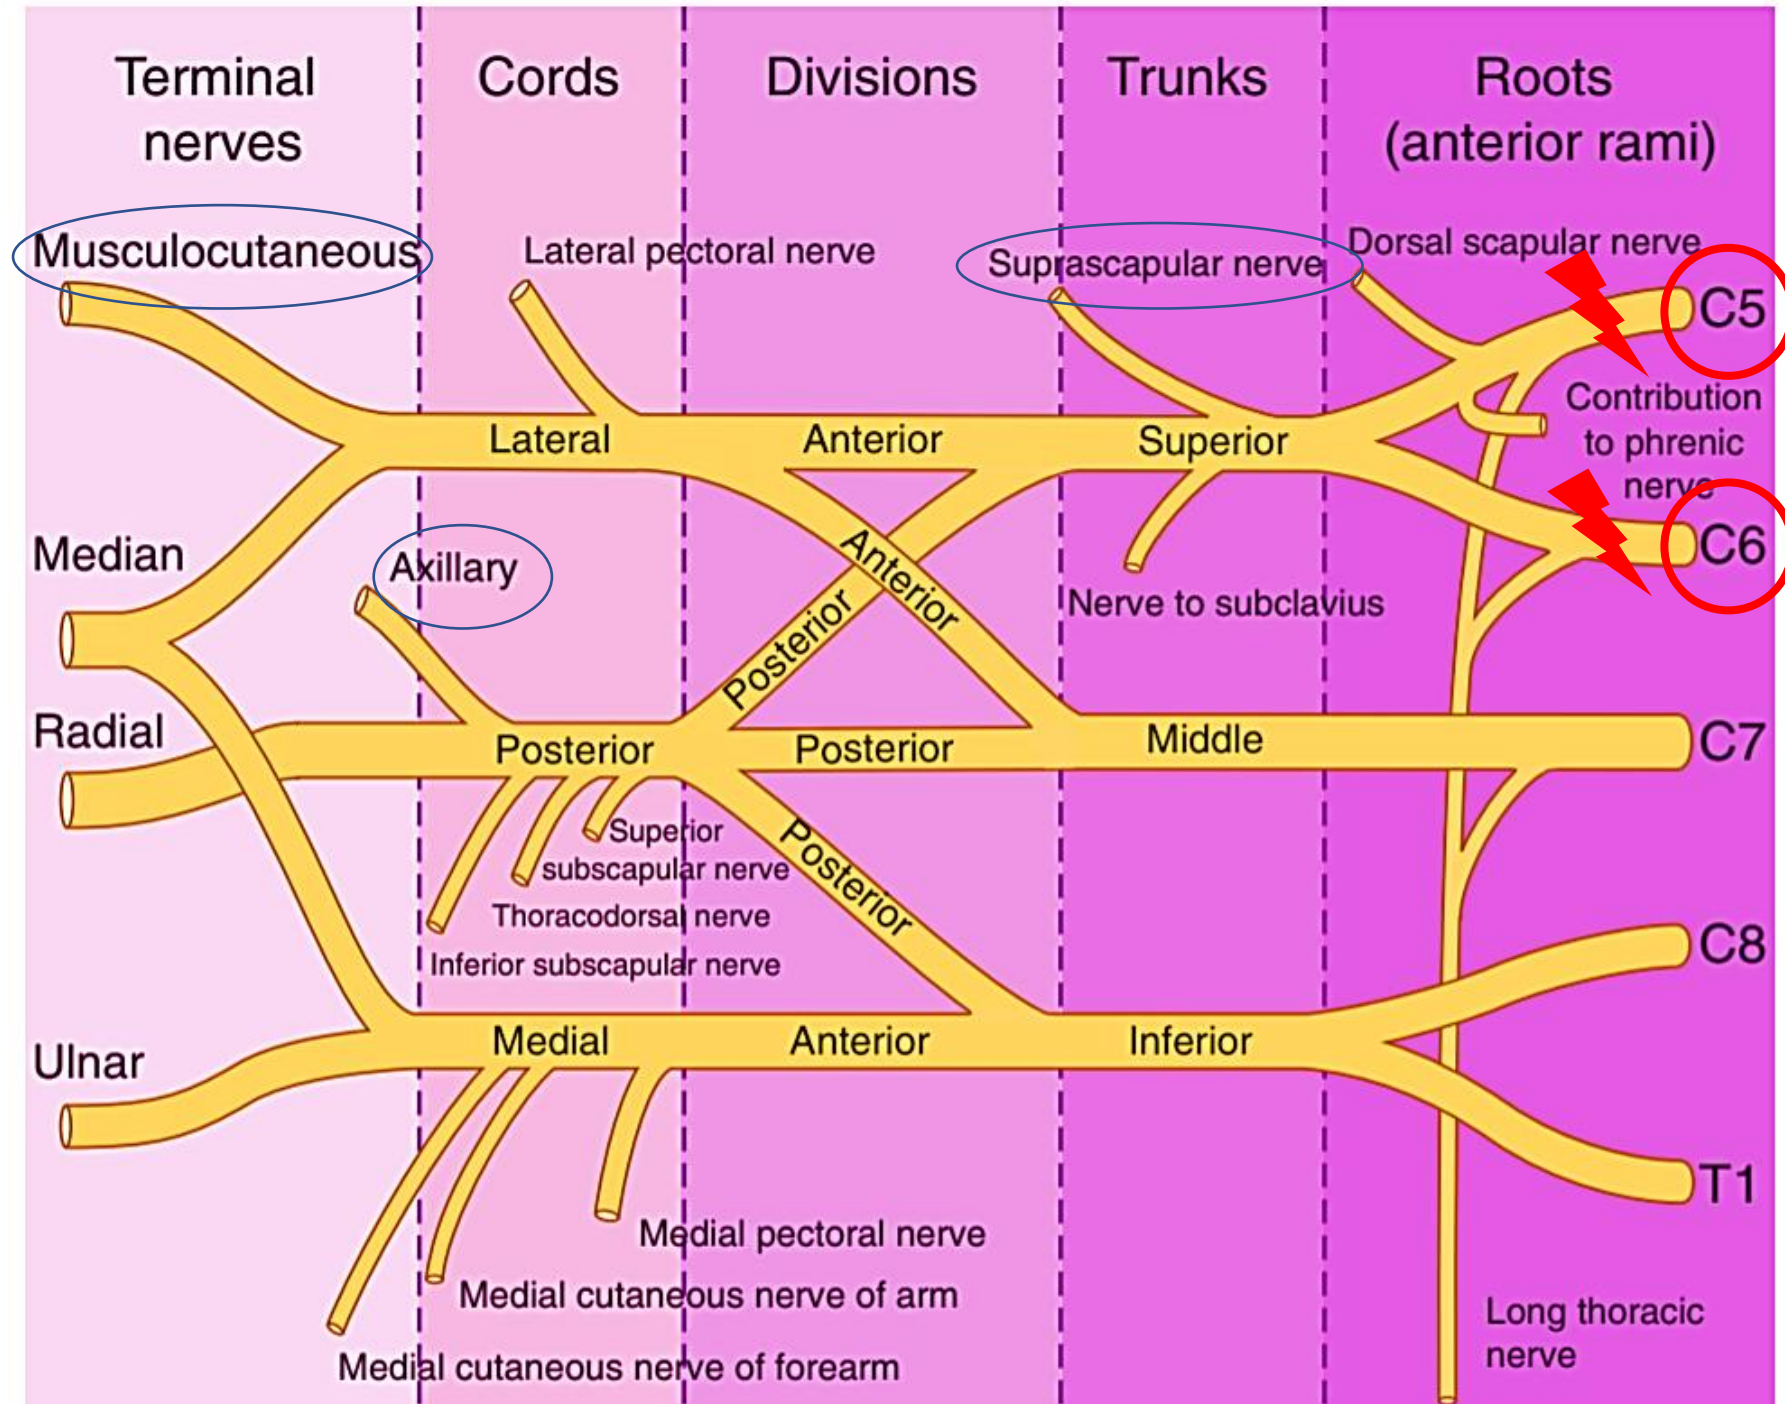 Terminal
nerves
Cords
Divisions
Trunks
Roots
(anterior rami)
Musculocutaneous
Lateral pectoral nerve
Suprascapular nerve
Dorsal scapular nerve
C5
Contribution
to phrenic
nerve
Lateral
Anterior
Superior
C6
Median
Axillary
Anterior
Posterior
Nerve to subclavius
Radial
Posterior
Posterior
Middle
C7
Superior
subscapular nerve
Thoracodorsal nerve
Inferior subscapular nerve
Posterior
C8
Ulnar
Medial
Anterior
Inferior
T1
Medial pectoral nerve
Medial cutaneous nerve of arm
Medial cutaneous nerve of forearm
Long thoracic
nerve